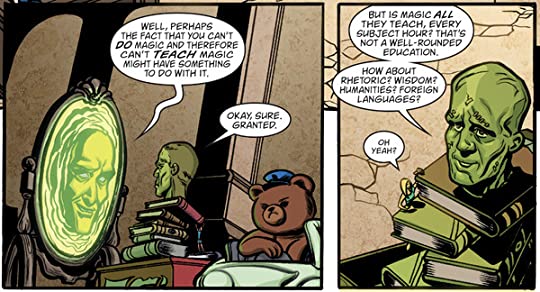 WELL, PERHAPS
THE FACT THAT YOU CAN'T
DO MAGIC AND THEREFORE
CAN'T TEACH MAGIC
MIGHT HAVE SOMETHING
TO DO WITH IT.
OKAY, SURE.
GRANTED.
BUT IS MAGIC ALL
THEY TEACH, EVERY
SUBJECT HOUR? THAT'S
NOT A WELL-ROUNDED
EDUCATION.
HOW ABOUT
RHETORIC? WISDOM?
HUMANITIES? FOREIGN
LANGUAGES?
OH
YEAH?